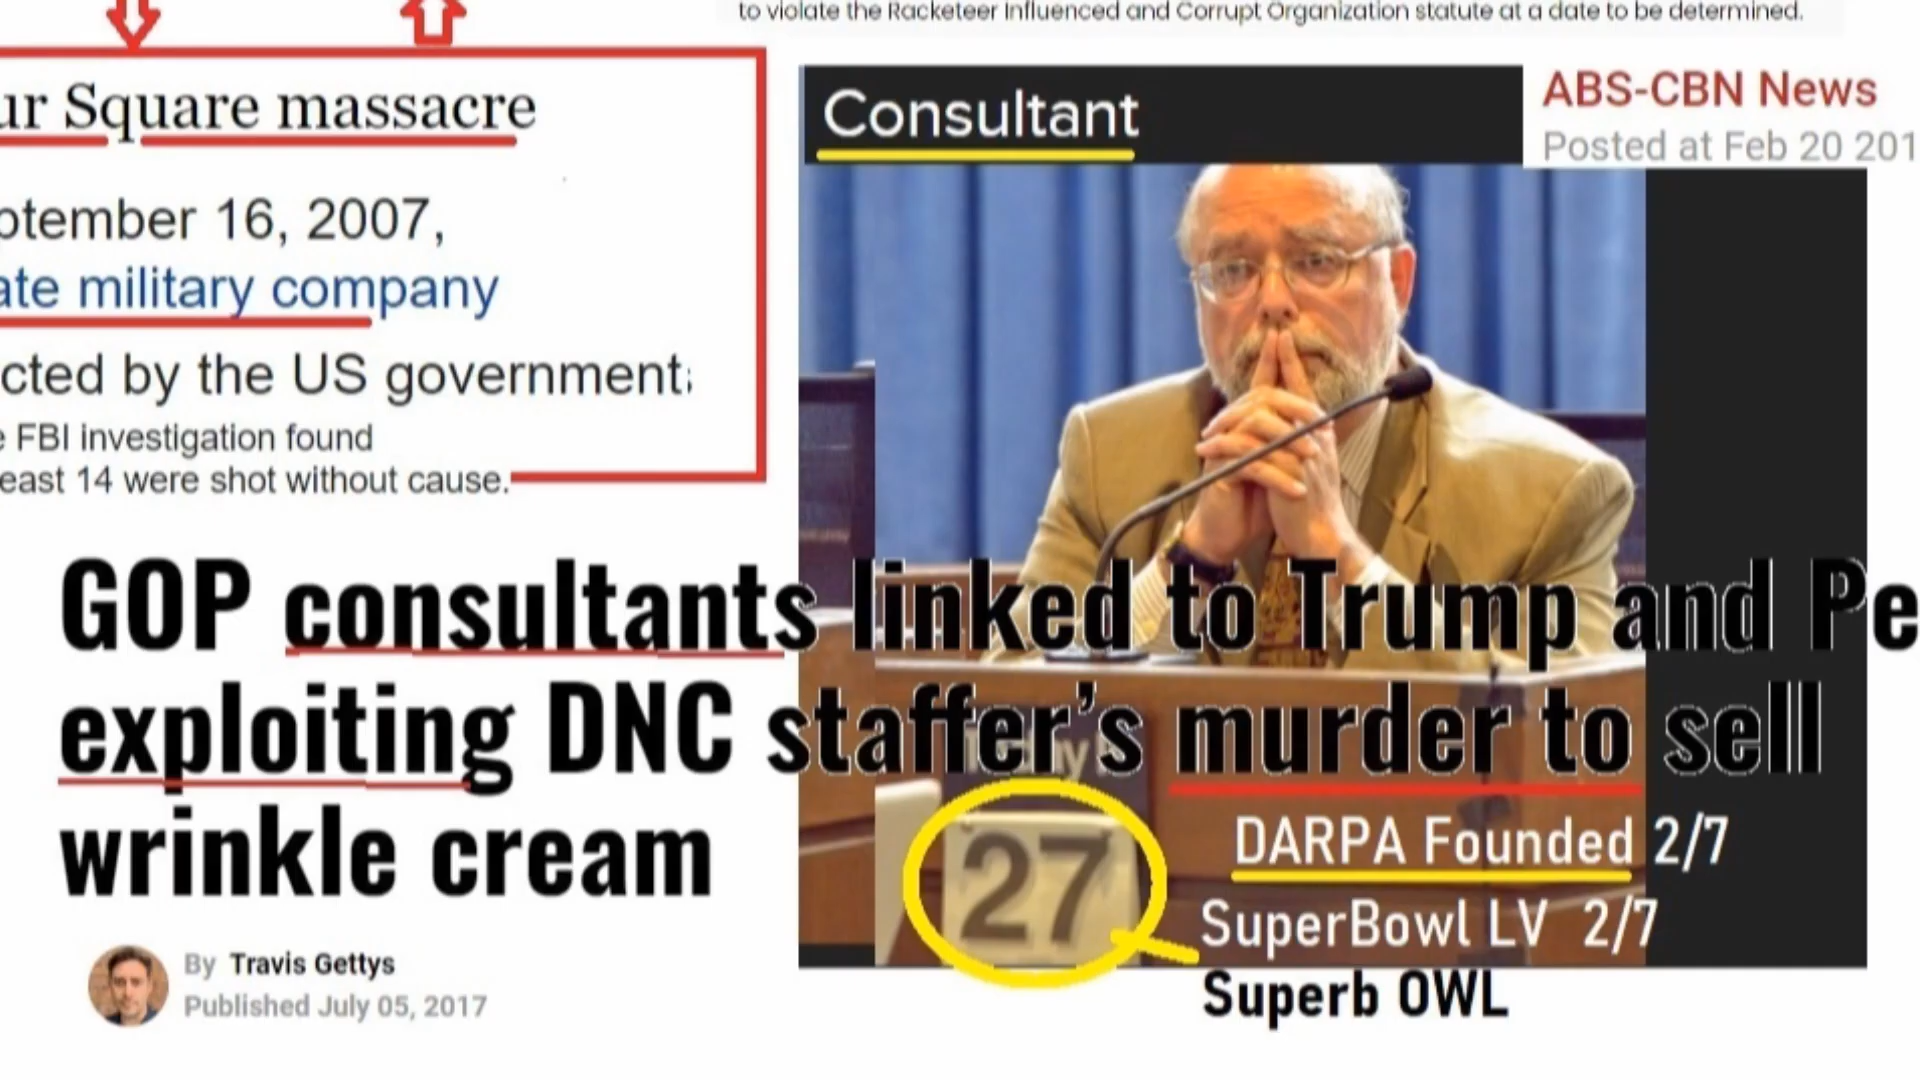 to violate the Racketeer Influenced and Corrupt Organization statute at a date to be determined.
ur Square massacre
ptember 16, 2007,
ate military company
cted by the US government;
e FBI investigation found
east 14 were shot without cause.
Consultant
ABS-CBN News
Posted at Feb 20 201
GOP consultants linked to Trump and Pe
exploiting DNC staffer's murder to sell
wrinkle cream
By Travis Gettys
Published July 05, 2017
27
DARPA Founded 2/7
SuperBowl LV 2/7
Superb OWL